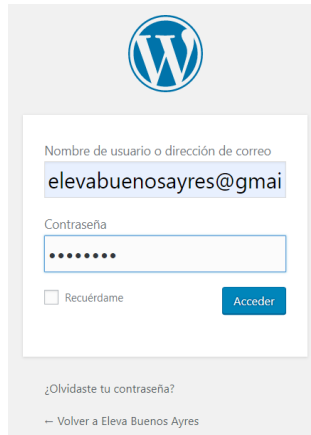 Nombre de usuario o dirección de correo
elevabuenosayres@gmai
Contraseña
••••••••
Recuérdame
Acceder
¿Olvidaste tu contraseña?
← Volver a Eleva Buenos Ayres